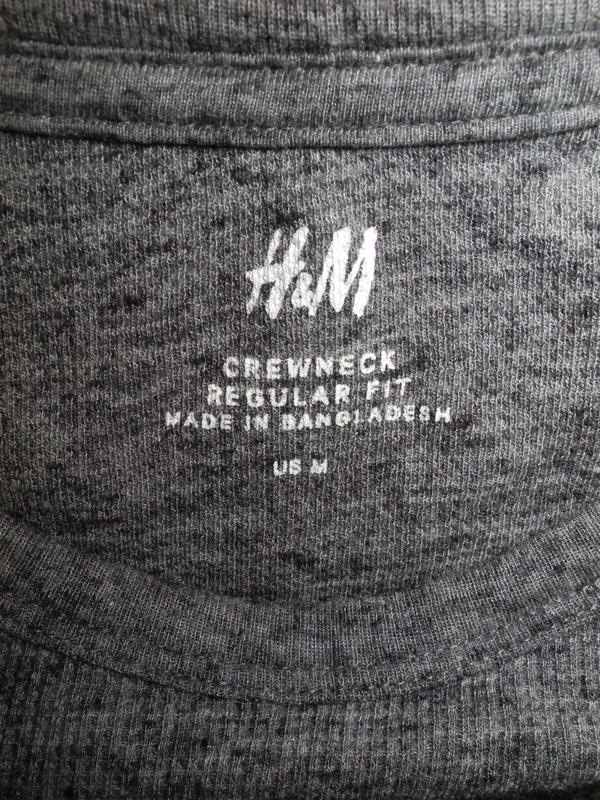 H&M
CREWNECK
REGULAR FIT
MADE IN BANGLADESH
US M